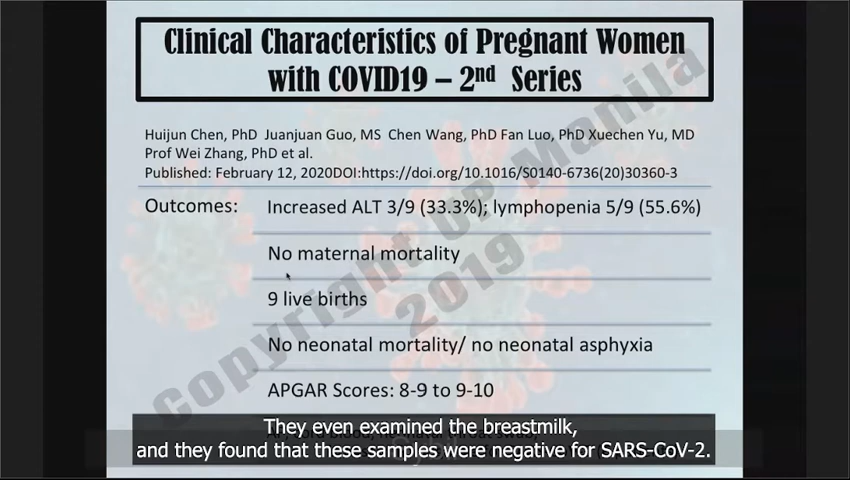 Clinical Characteristics of Pregnant Women
with COVID19 – 2nd Series
Huijun Chen, PhD Juanjuan Guo, MS Chen Wang, PhD Fan Luo, PhD Xuechen Yu, MD
Prof Wei Zhang, PhD et al.
Published: February 12, 2020DOI:https://doi.org/10.1016/S0140-6736(20)30360-3
Outcomes: Increased ALT 3/9 (33.3%); lymphopenia 5/9 (55.6%)
No maternal mortality
9 live births
No neonatal mortality/ no neonatal asphyxia
APGAR Scores: 8-9 to 9-10
They even examined the breastmilk,
and they found that these samples were negative for SARS-CoV-2.
Copyright UP Manila
2019